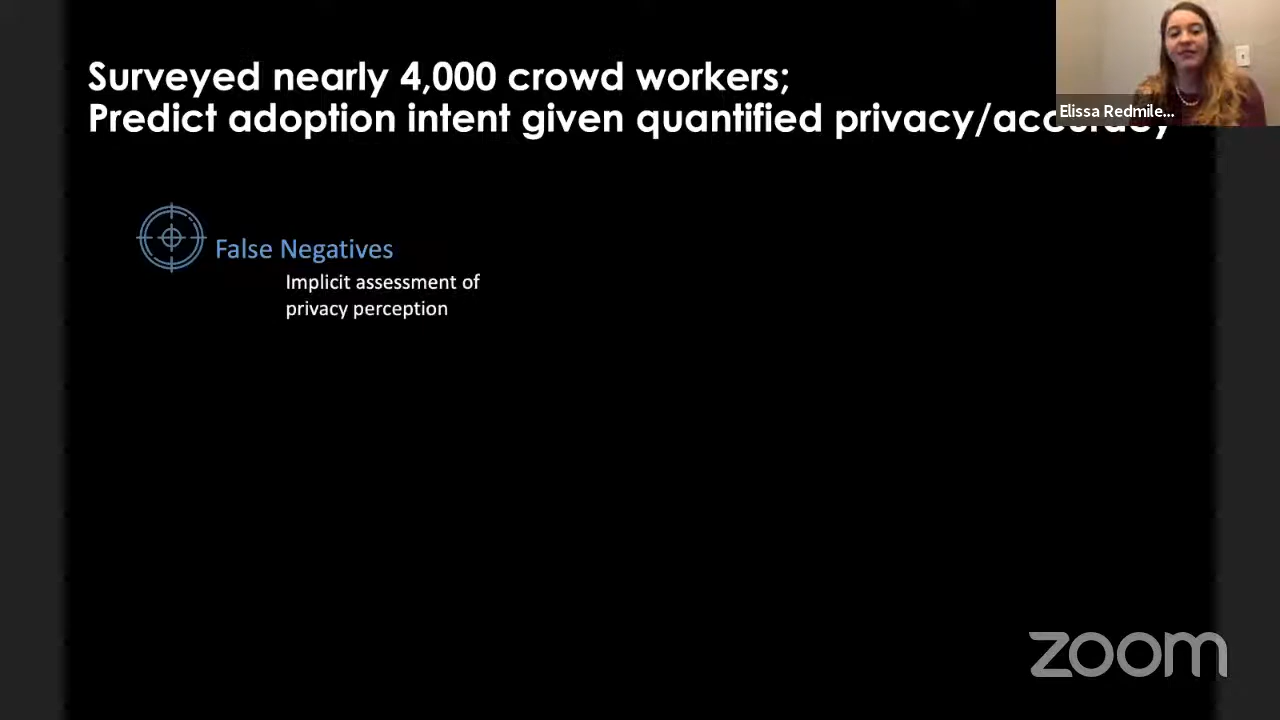 Surveyed nearly 4,000 crowd workers;
Predict adoption intent given quantified privacy/accuracy
Elissa Redmile...
False Negatives
Implicit assessment of
privacy perception
zoom